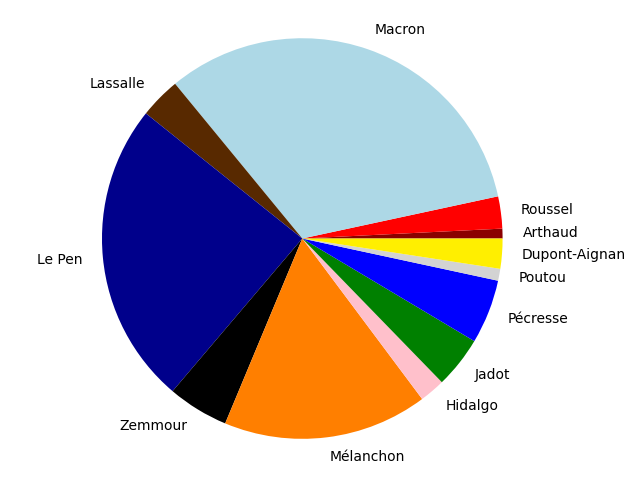 Macron
Lassalle
Roussel
Arthaud
Dupont-Aignan
Le Pen
Poutou
Pécresse
Jadot
Hidalgo
Zemmour
Mélanchon